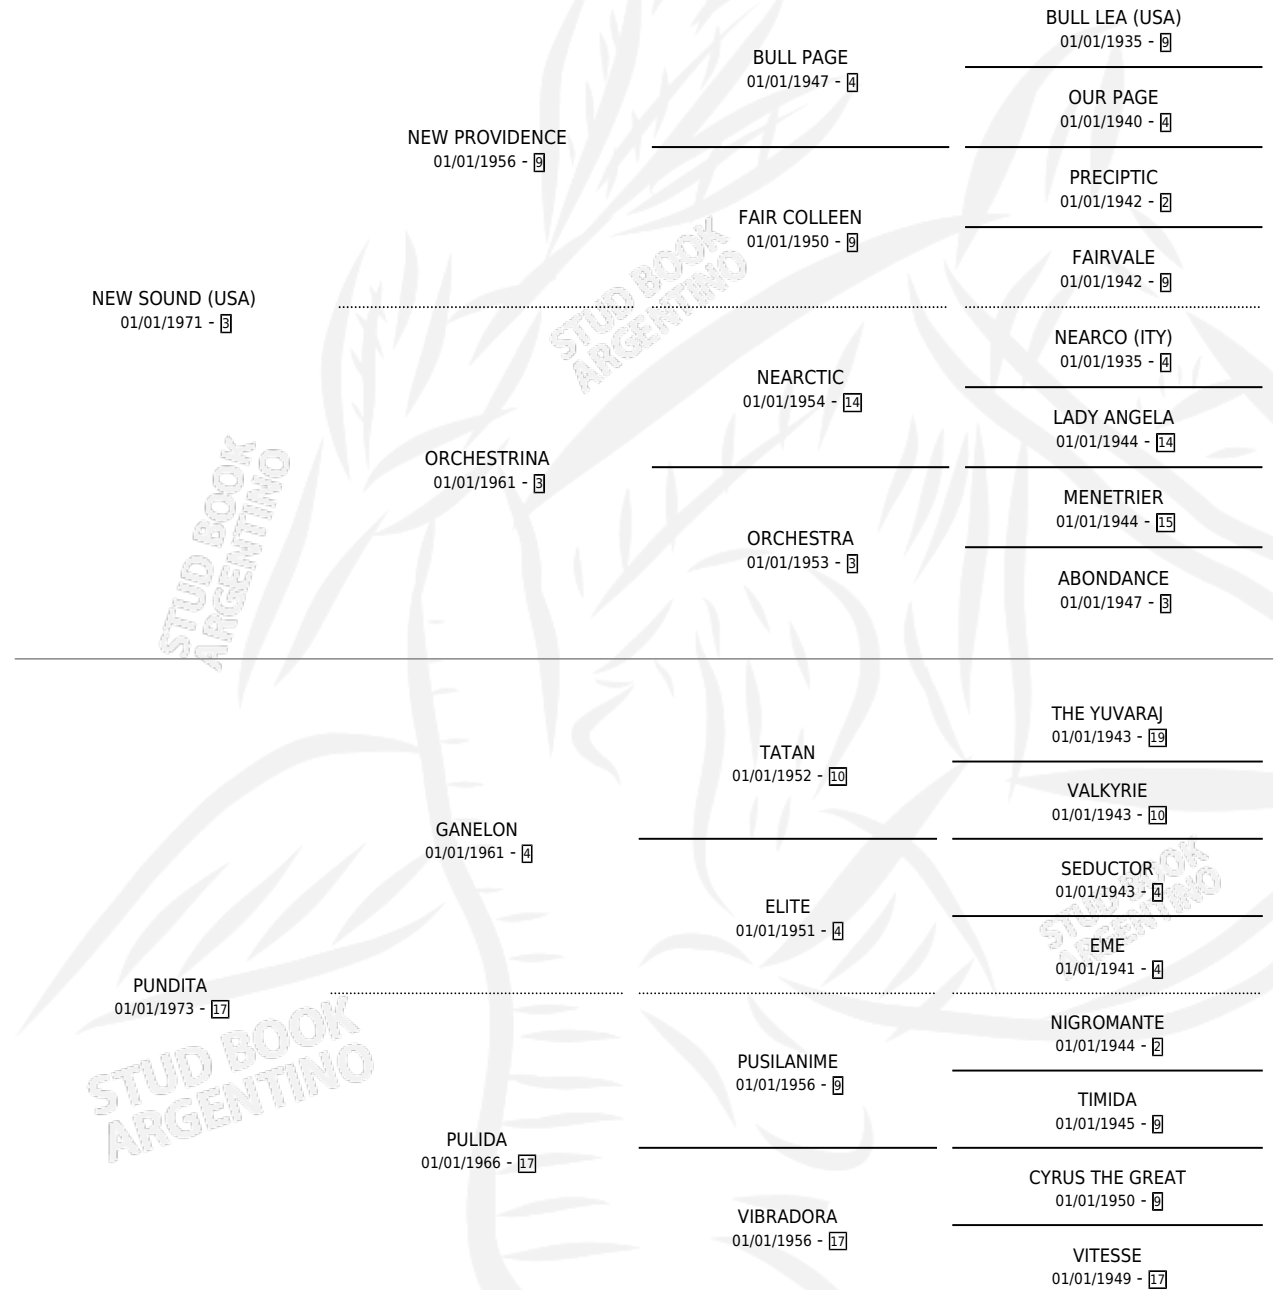 BULL LEA (USA)
01/01/1935 - 9
BULL PAGE
01/01/1947 - 4
OUR PAGE
01/01/1940 - 4
NEW PROVIDENCE
01/01/1956 - 9
PRECIPTIC
01/01/1942 - 2
FAIR COLLEEN
01/01/1950 - 9
FAIRVALE
01/01/1942 - 9
NEW SOUND (USA)
01/01/1971 - 3
STUD BOOK
ARGENTINO
NEARCO (ITY)
01/01/1935 - 4
NEARCTIC
01/01/1954 - 14
LADY ANGELA
01/01/1944 - 14
ORCHESTRINA
01/01/1961 - 3
MENETRIER
01/01/1944 - 15
ORCHESTRA
01/01/1953 - 3
ABONDANCE
01/01/1947 - 3
STUD BOOK
ARGENTINO
THE YUVARAJ
01/01/1943 - 19
TATAN
01/01/1952 - 10
VALKYRIE
01/01/1943 - 10
GANELON
01/01/1961 - 4
SEDUCTOR
01/01/1943 - 4
ELITE
01/01/1951 - 4
EME
01/01/1941 - 4
STUD BOOK
ARGENTINO
PUNDITA
01/01/1973 - 17
NIGROMANTE
01/01/1944 - 2
PUSILANIME
01/01/1956 - 9
TIMIDA
01/01/1945 - 9
STUD BOOK
ARGENTINO
PULIDA
01/01/1966 - 17
CYRUS THE GREAT
01/01/1950 - 9
VIBRADORA
01/01/1956 - 17
VITESSE
01/01/1949 - 17